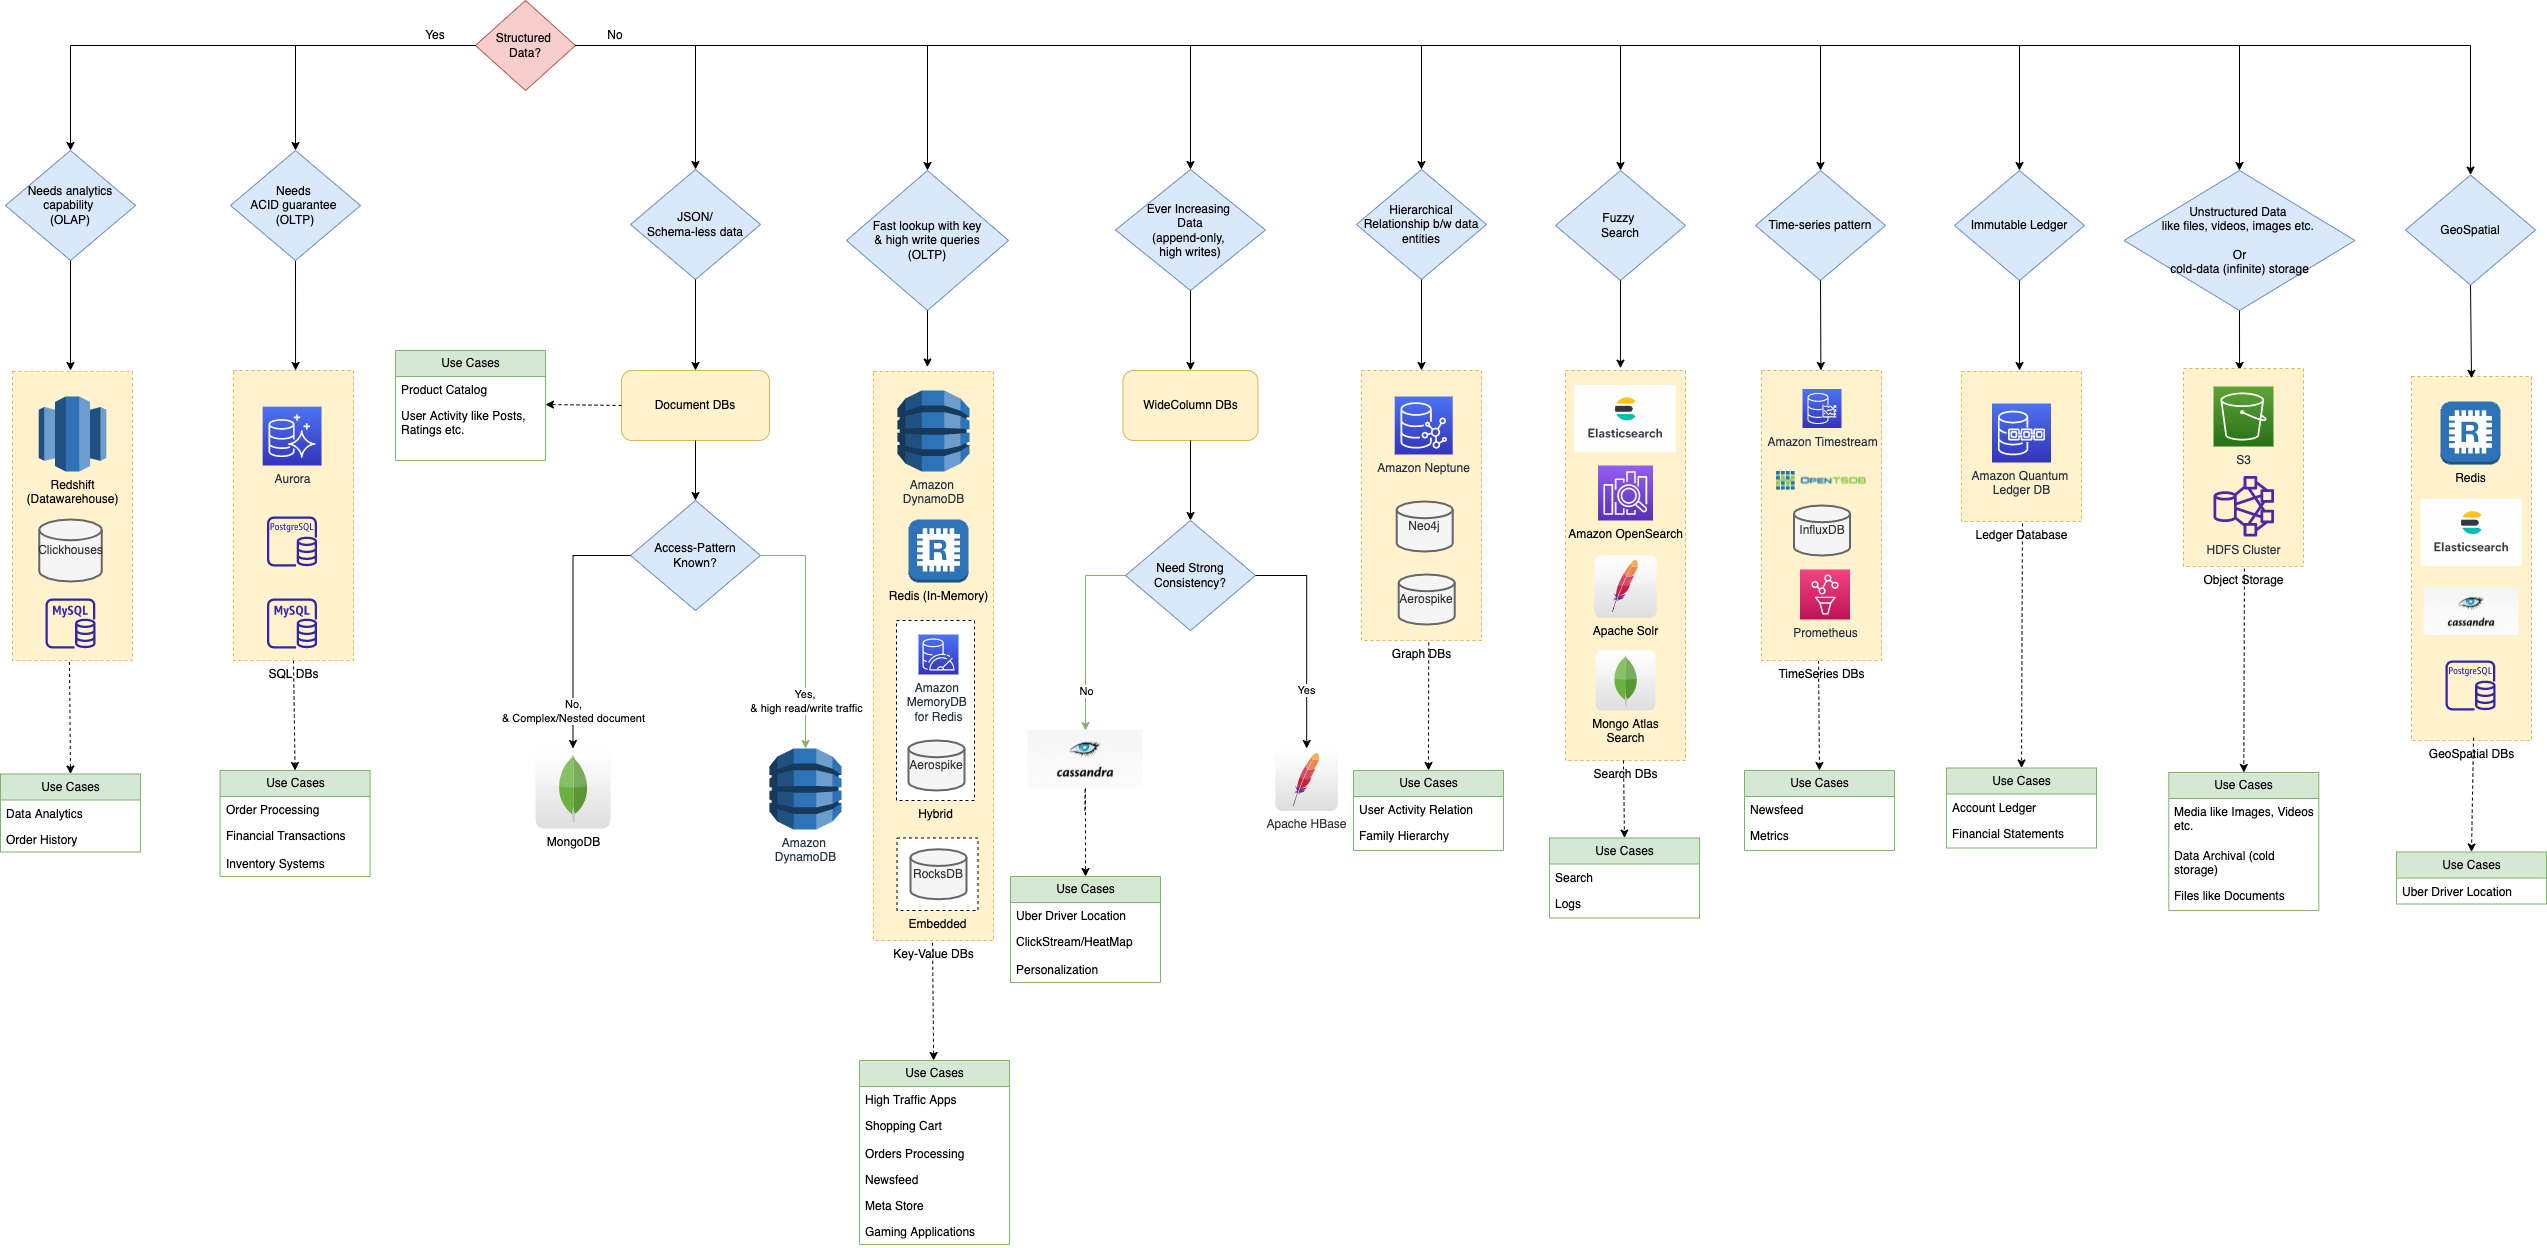 Yes
Structured
Data?
No
Needs analytics
capability
(OLAP)
Needs
ACID guarantee
(OLTP)
JSON/
Schema-less data
Fast lookup with key
& high write queries
(OLTP)
Ever Increasing
Data
(append-only,
high writes)
Hierarchical
Relationship b/w data
entities
Fuzzy
Search
Time-series pattern
Immutable Ledger
Unstructured Data
like files, videos, images etc.
Or
cold-data (infinite) storage
GeoSpatial
Redshift
(Datawarehouse)
Clickhouses
MySQL
Use Cases
Data Analytics
Order History
Aurora
PostgreSQL
MySQL
SQL DBs
Use Cases
Order Processing
Financial Transactions
Inventory Systems
Use Cases
Product Catalog
User Activity like Posts,
Ratings etc.
Document DBs
Access-Pattern
Known?
No,
& Complex/Nested document
Yes,
& high read/write traffic
MongoDB
Amazon
DynamoDB
Amazon
DynamoDB
R
Redis (In-Memory)
Amazon
MemoryDB
for Redis
Aerospike
Hybrid
RocksDB
Embedded
Key-Value DBs
Use Cases
High Traffic Apps
Shopping Cart
Orders Processing
Newsfeed
Meta Store
Gaming Applications
WideColumn DBs
Need Strong
Consistency?
No
Yes
cassandra
Apache HBase
Use Cases
Uber Driver Location
ClickStream/HeatMap
Personalization
Amazon Neptune
Neo4j
Aerospike
Graph DBs
Use Cases
User Activity Relation
Family Hierarchy
Elasticsearch
Amazon OpenSearch
Apache Solr
Mongo Atlas
Search
Search DBs
Use Cases
Search
Logs
Amazon Timestream
OPENTSDB
InfluxDB
Prometheus
TimeSeries DBs
Use Cases
Newsfeed
Metrics
Amazon Quantum
Ledger DB
Ledger Database
Use Cases
Account Ledger
Financial Statements
S3
HDFS Cluster
Object Storage
Use Cases
Media like Images, Videos
etc.
Data Archival (cold
storage)
Files like Documents
R
Redis
Elasticsearch
cassandra
PostgreSQL
GeoSpatial DBs
Use Cases
Uber Driver Location